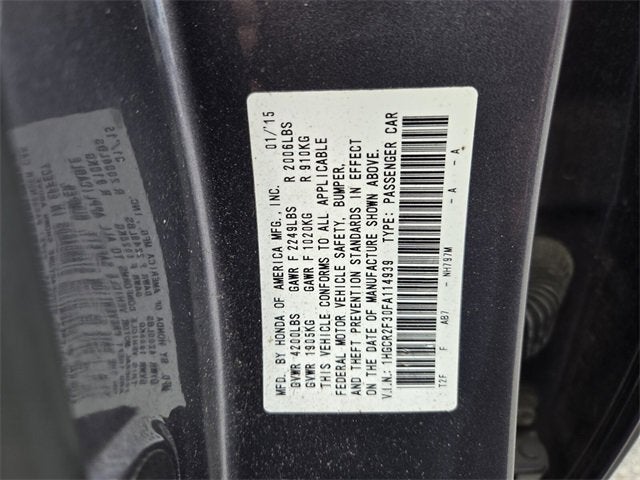 MFD. BY HONDA OF AMERICA MFG., INC. 01/'15
GVWR 4200LBS GAWR F 2249LBS R 2006LBS
GVWR 1905KG GAWR F 1020KG R 910KG
THIS VEHICLE CONFORMS TO ALL APPLICABLE
FEDERAL MOTOR VEHICLE SAFETY, BUMPER,
AND THEFT PREVENTION STANDARDS IN EFFECT
ON THE DATE OF MANUFACTURE SHOWN ABOVE.
V.I.N.: 1HGCR2F30FA114939 TYPE: PASSENGER CAR
T2F F AB7 - NH797M - A - A